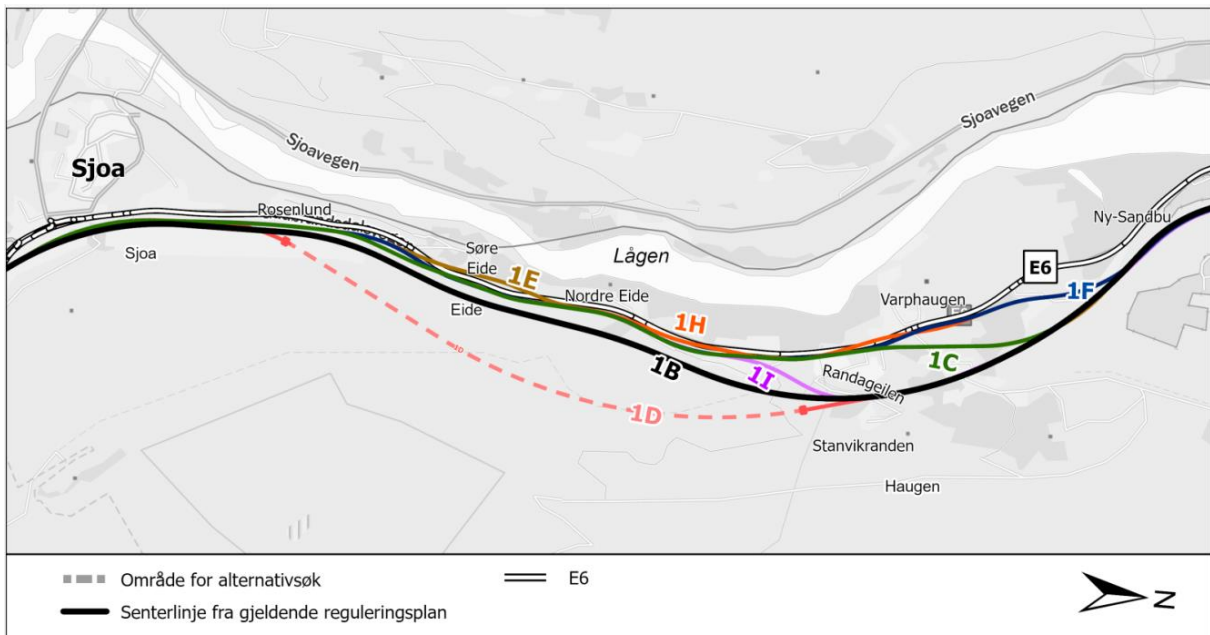 Sjoavegen
Sjoavegen
Sjoa
Rosenlund
Ny-Sandbu
Sjoa
Søre
Eide
Lågen
E6
1E
Nordre Eide
Varphaugen
1F
Eide
1H
1B
1I
1C
Randageilen
1D
1D
Stanvikranden
Haugen
Område for alternativsøk
E6
Senterlinje fra gjeldende reguleringsplan
N